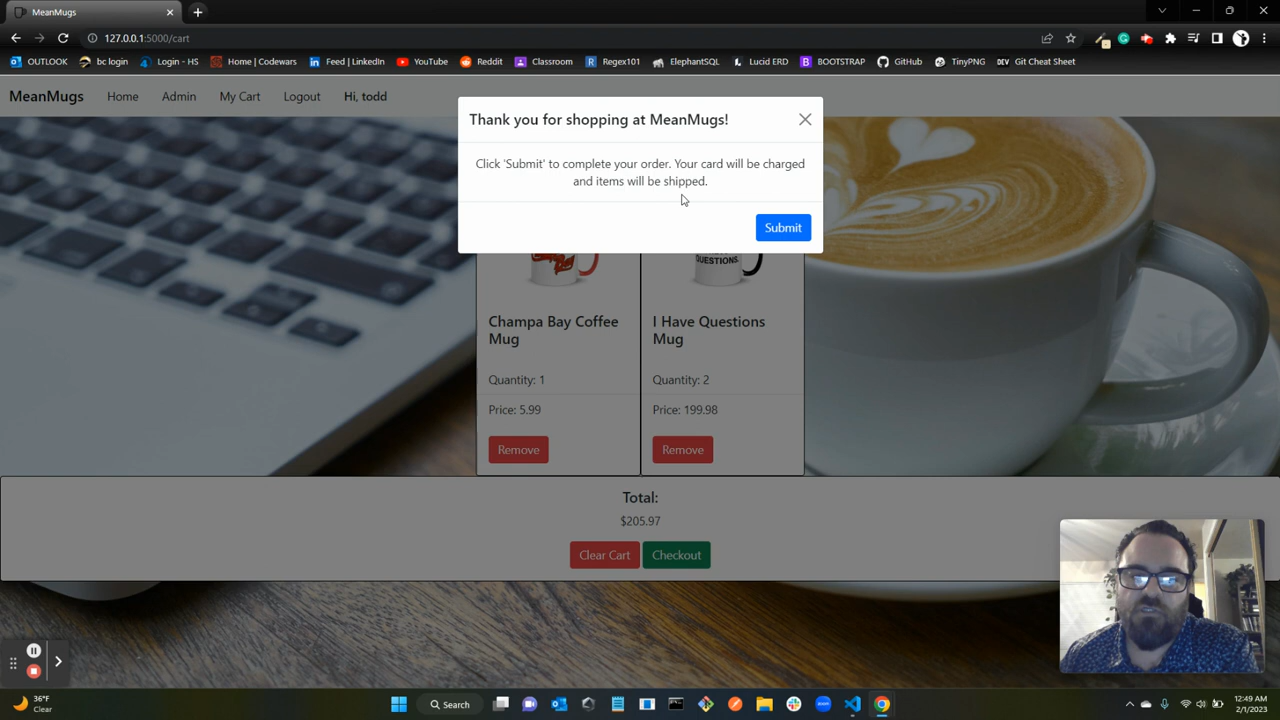 MeanMugs
127.0.0.1:5000/cart
OUTLOOK bc login Login - HS Home | Codewars Feed | LinkedIn YouTube Reddit Classroom Regex101 ElephantSQL Lucid ERD BOOTSTRAP GitHub TinyPNG DEV Git Cheat Sheet
MeanMugs Home Admin My Cart Logout Hi, todd
Thank you for shopping at MeanMugs!
Click 'Submit' to complete your order. Your card will be charged
and items will be shipped.
Submit
QUESTIONS.
Champa Bay Coffee
Mug
I Have Questions
Mug
Quantity: 1
Quantity: 2
Price: 5.99
Price: 199.98
Remove
Remove
Total:
$205.97
Clear Cart Checkout
36°F
Clear
Search
12:49 AM
2/1/2023